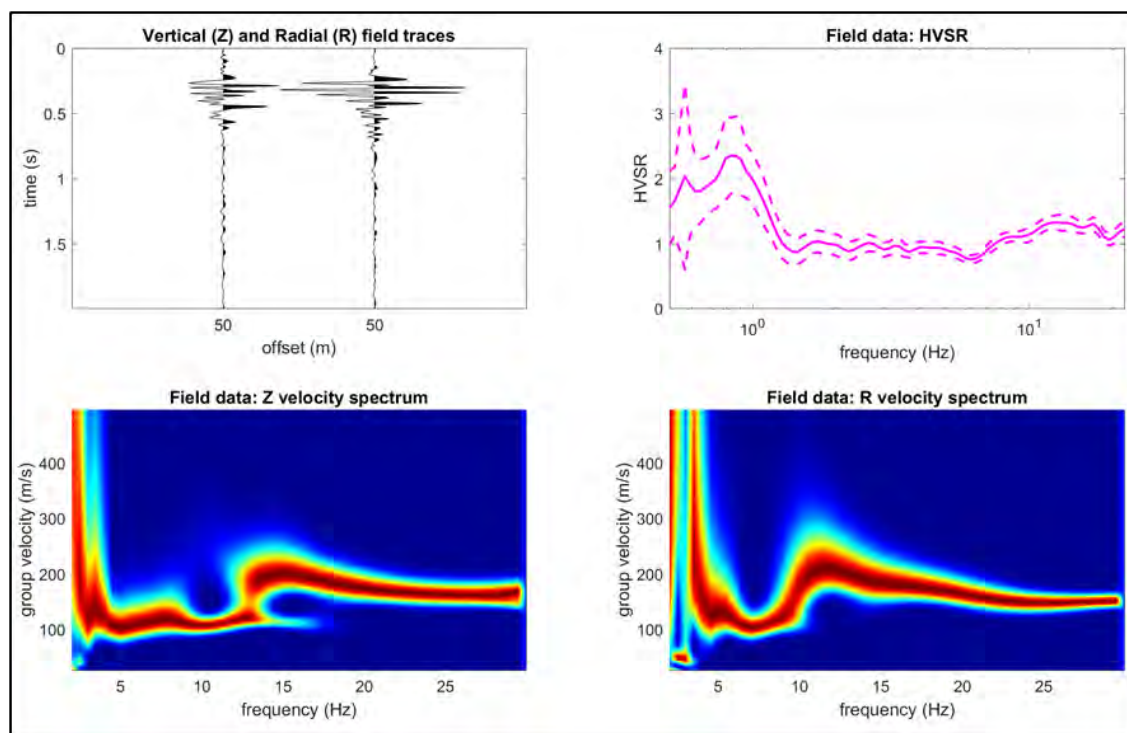 Vertical (Z) and Radial (R) field traces
0
0.5
1
1.5
time (s)
50 50
offset (m)
Field data: HVSR
4
3
2
1
0
HVSR
10^0 10^1
frequency (Hz)
Field data: Z velocity spectrum
400
300
200
100
group velocity (m/s)
5 10 15 20 25
frequency (Hz)
Field data: R velocity spectrum
400
300
200
100
group velocity (m/s)
5 10 15 20 25
frequency (Hz)